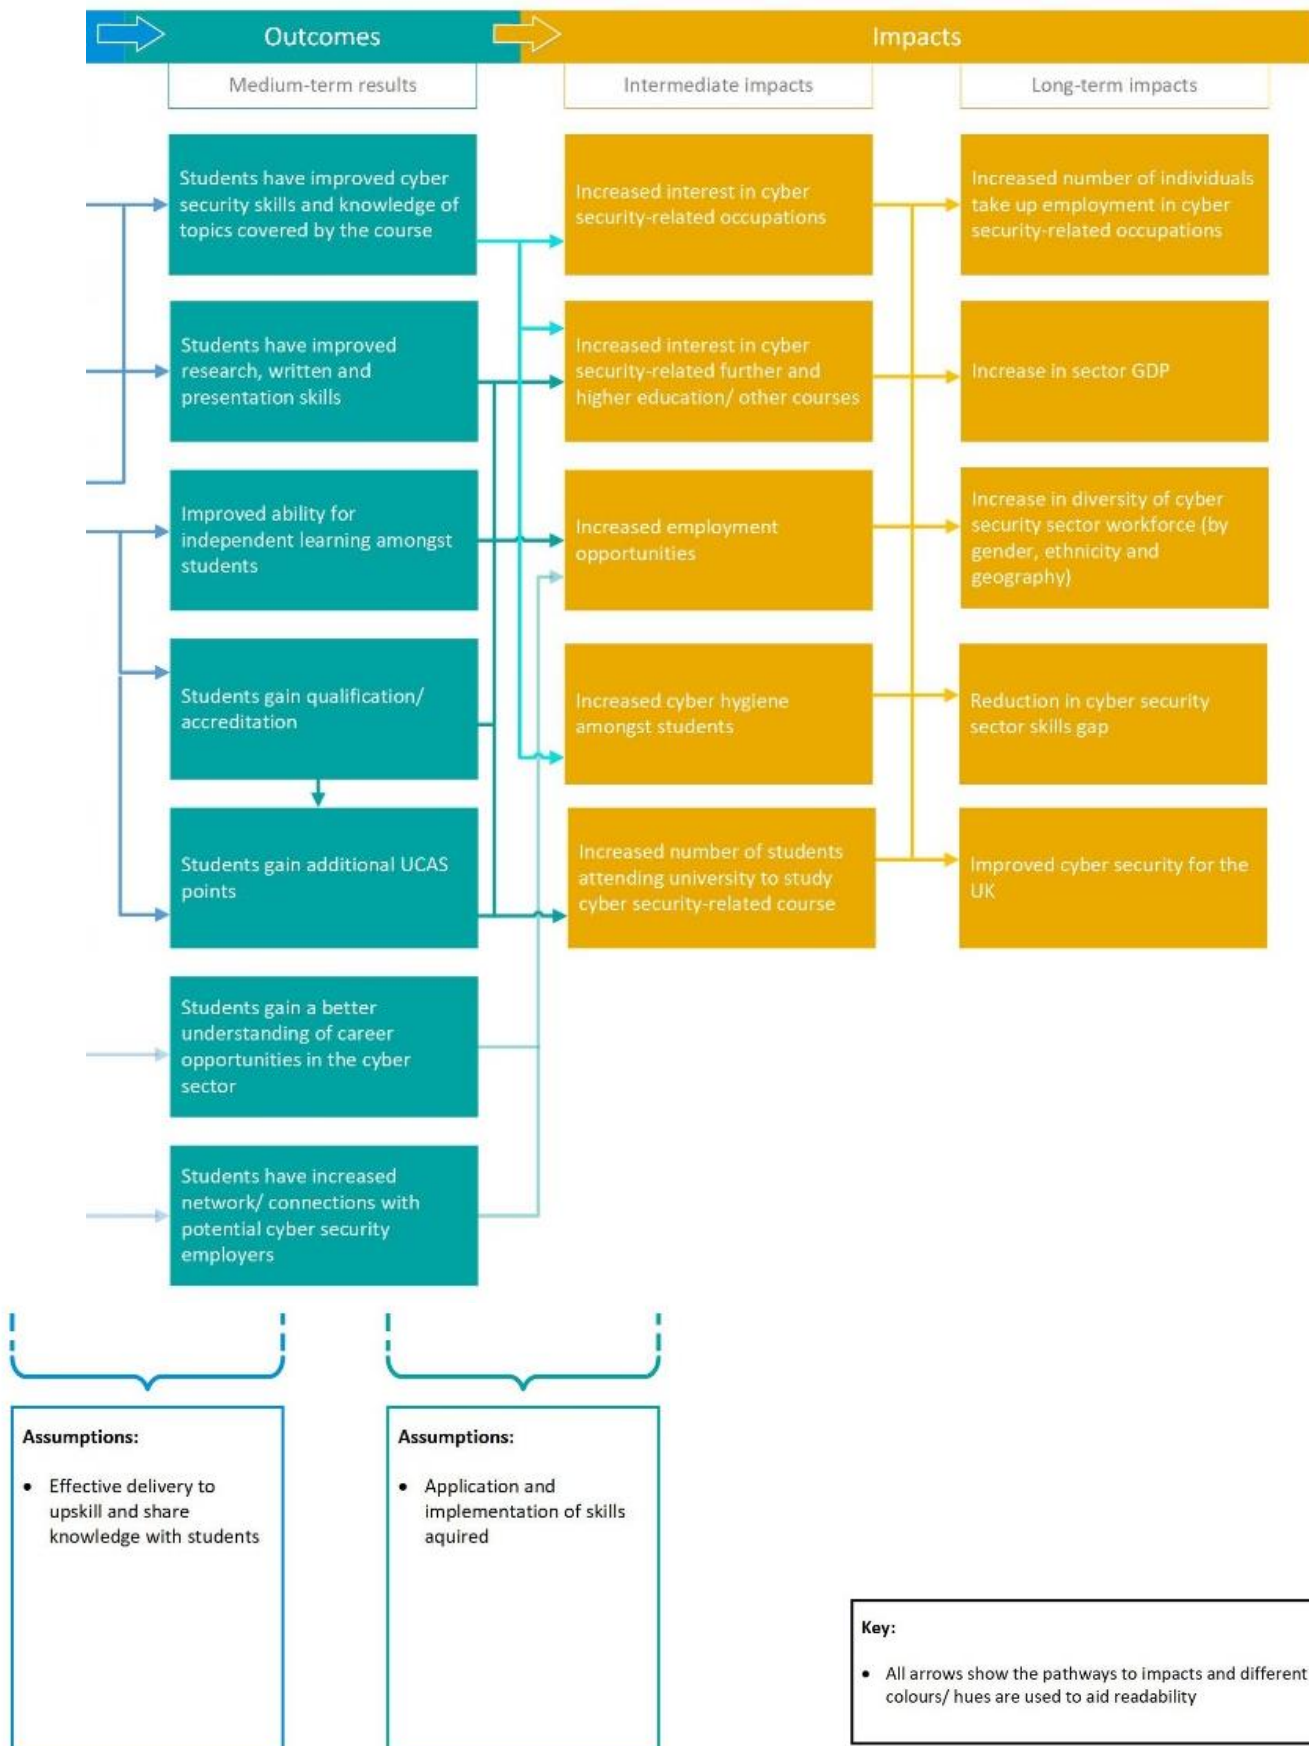 Outcomes
Impacts
Medium-term results
Intermediate impacts
Long-term impacts
Students have improved cyber
security skills and knowledge of
topics covered by the course
Increased interest in cyber
security-related occupations
Increased number of individuals
take up employment in cyber
security-related occupations
Students have improved
research, written and
presentation skills
Increased interest in cyber
security-related further and
higher education/ other courses
Increase in sector GDP
Improved ability for
independent learning amongst
students
Increased employment
opportunities
Increase in diversity of cyber
security sector workforce (by
gender, ethnicity and
geography)
Students gain qualification/
accreditation
Increased cyber hygiene
amongst students
Reduction in cyber security
sector skills gap
Students gain additional UCAS
points
Increased number of students
attending university to study
cyber security-related course
Improved cyber security for the
UK
Students gain a better
understanding of career
opportunities in the cyber
sector
Students have increased
network/ connections with
potential cyber security
employers
Assumptions:
• Effective delivery to
upskill and share
knowledge with students
Assumptions:
• Application and
implementation of skills
aquired
Key:
• All arrows show the pathways to impacts and different
colours/ hues are used to aid readability